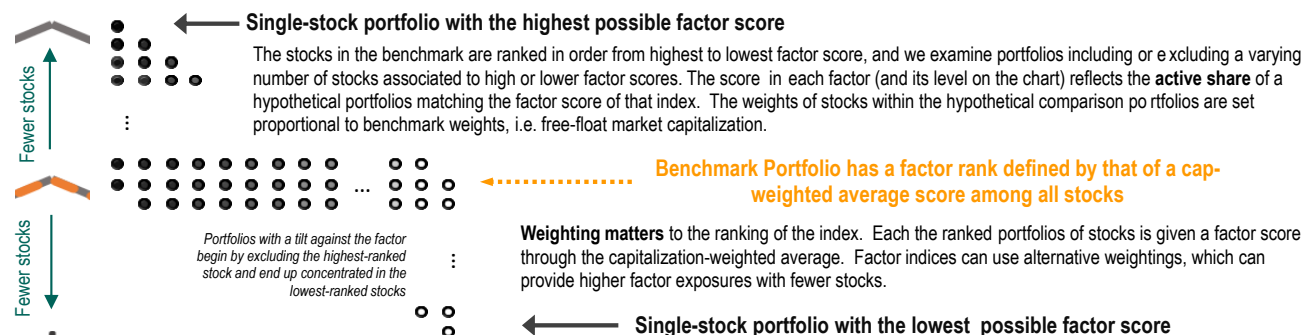 Single-stock portfolio with the highest possible factor score
The stocks in the benchmark are ranked in order from highest to lowest factor score, and we examine portfolios including or e xcluding a varying
number of stocks associated to high or lower factor scores. The score in each factor (and its level on the chart) reflects the active share of a
hypothetical portfolios matching the factor score of that index. The weights of stocks within the hypothetical comparison po rtfolios are set
proportional to benchmark weights, i.e. free-float market capitalization.
Fewer stocks
⋮
...
Benchmark Portfolio has a factor rank defined by that of a cap-
weighted average score among all stocks
Fewer stocks
Portfolios with a tilt against the factor
begin by excluding the highest-ranked
stock and end up concentrated in the
lowest-ranked stocks
⋮
Weighting matters to the ranking of the index. Each the ranked portfolios of stocks is given a factor score
through the capitalization-weighted average. Factor indices can use alternative weightings, which can
provide higher factor exposures with fewer stocks.
Single-stock portfolio with the lowest possible factor score